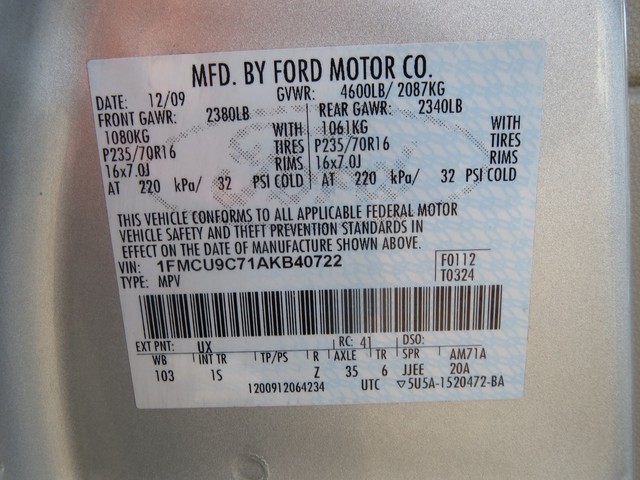 MFD. BY FORD MOTOR CO.
DATE: 12/09 GVWR: 4600LB/ 2087KG
FRONT GAWR: 2380LB REAR GAWR: 2340LB
1080KG WITH 1061KG WITH
P235/70R16 TIRES P235/70R16 TIRES
16x7.0J RIMS 16x7.0J RIMS
AT 220 kPa/ 32 PSI COLD AT 220 kPa/ 32 PSI COLD
THIS VEHICLE CONFORMS TO ALL APPLICABLE FEDERAL MOTOR
VEHICLE SAFETY AND THEFT PREVENTION STANDARDS IN
EFFECT ON THE DATE OF MANUFACTURE SHOWN ABOVE.
VIN: 1FMCU9C71AKB40722 F0112
TYPE: MPV T0324
EXT PNT: UX RC: 41 DSO:
WB INT TR TP/PS R AXLE TR SPR AM71A
103 1S Z 35 6 JJEE 20A
1200912064234 UTC ▽5U5A-1520472-BA